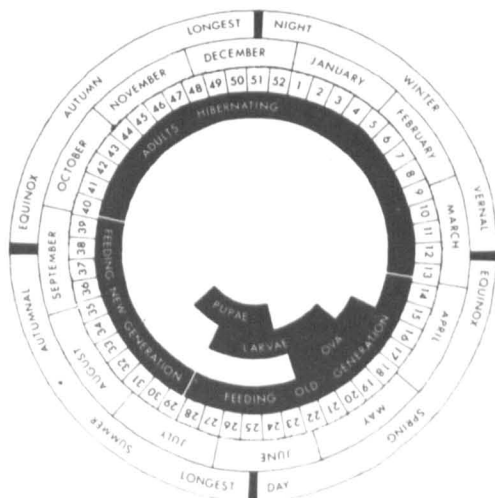 LONGEST NIGHT
WINTER
VERNAL EQUINOX
SPRING
LONGEST DAY
SUMMER
AUTUMNAL EQUINOX
AUTUMN
JANUARY
FEBRUARY
MARCH
APRIL
MAY
JUNE
JULY
AUGUST
SEPTEMBER
OCTOBER
NOVEMBER
DECEMBER
1 2 3 4 5 6 7 8 9 10 11 12 13 14 15 16 17 18 19 20 21 22 23 24 25 26 27 28 29 30 31 32 33 34 35 36 37 38 39 40 41 42 43 44 45 46 47 48 49 50 51 52
ADULTS HIBERNATING
FEEDING OLD GENERATION
FEEDING NEW GENERATION
OVA
LARVAE
PUPAE